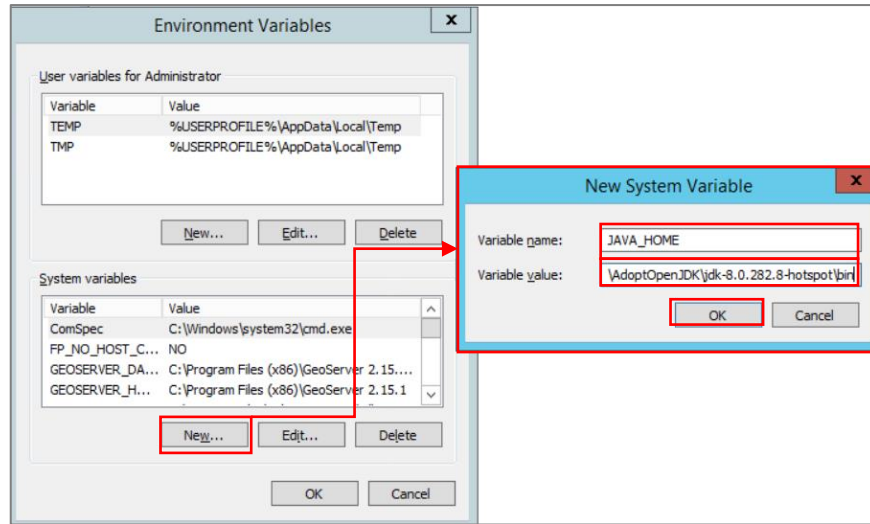 Environment Variables
x
User variables for Administrator
Variable Value
TEMP %USERPROFILE%\AppData\Local\Temp
TMP %USERPROFILE%\AppData\Local\Temp
New... Edit... Delete
System variables
Variable Value
ComSpec C:\Windows\system32\cmd.exe
FP_NO_HOST_C... NO
GEOSERVER_DA... C:\Program Files (x86)\GeoServer 2.15....
GEOSERVER_H... C:\Program Files (x86)\GeoServer 2.15.1
New... Edit... Delete
OK Cancel
New System Variable
x
Variable name: JAVA_HOME
Variable value: \AdoptOpenJDK\jdk-8.0.282.8-hotspot\bin
OK Cancel